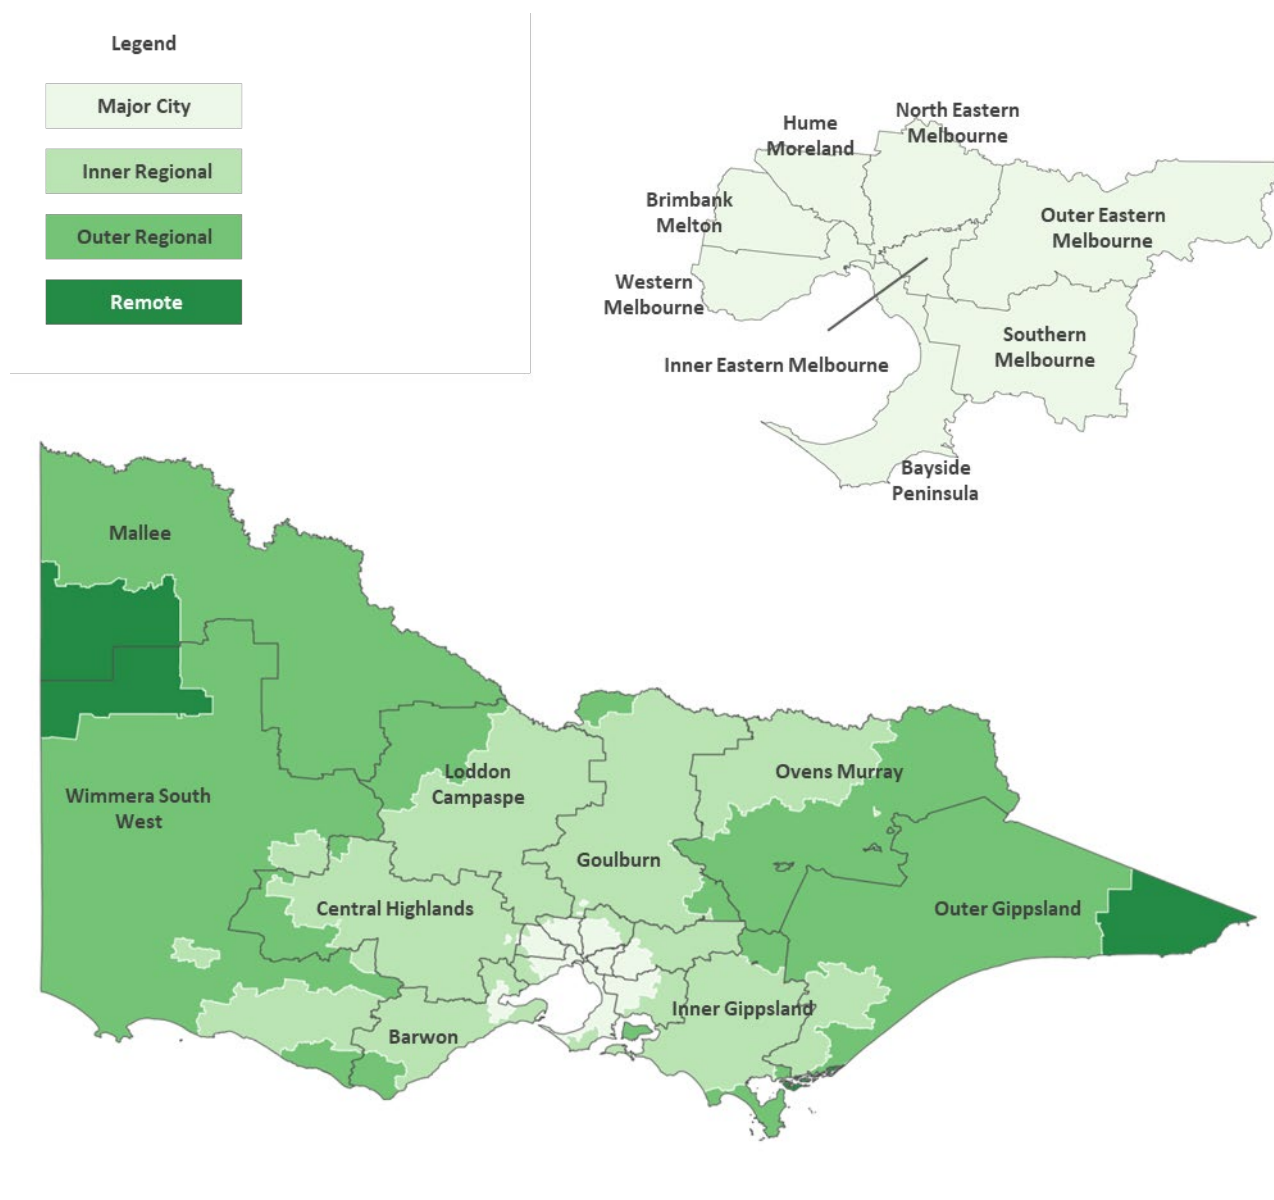 Legend
Major City
Inner Regional
Outer Regional
Remote
North Eastern
Melbourne
Hume
Moreland
Brimbank
Melton
Outer Eastern
Melbourne
Western
Melbourne
Southern
Melbourne
Inner Eastern Melbourne
Bayside
Peninsula
Mallee
Loddon
Campaspe
Ovens Murray
Wimmera South
West
Goulburn
Central Highlands
Outer Gippsland
Inner Gippsland
Barwon